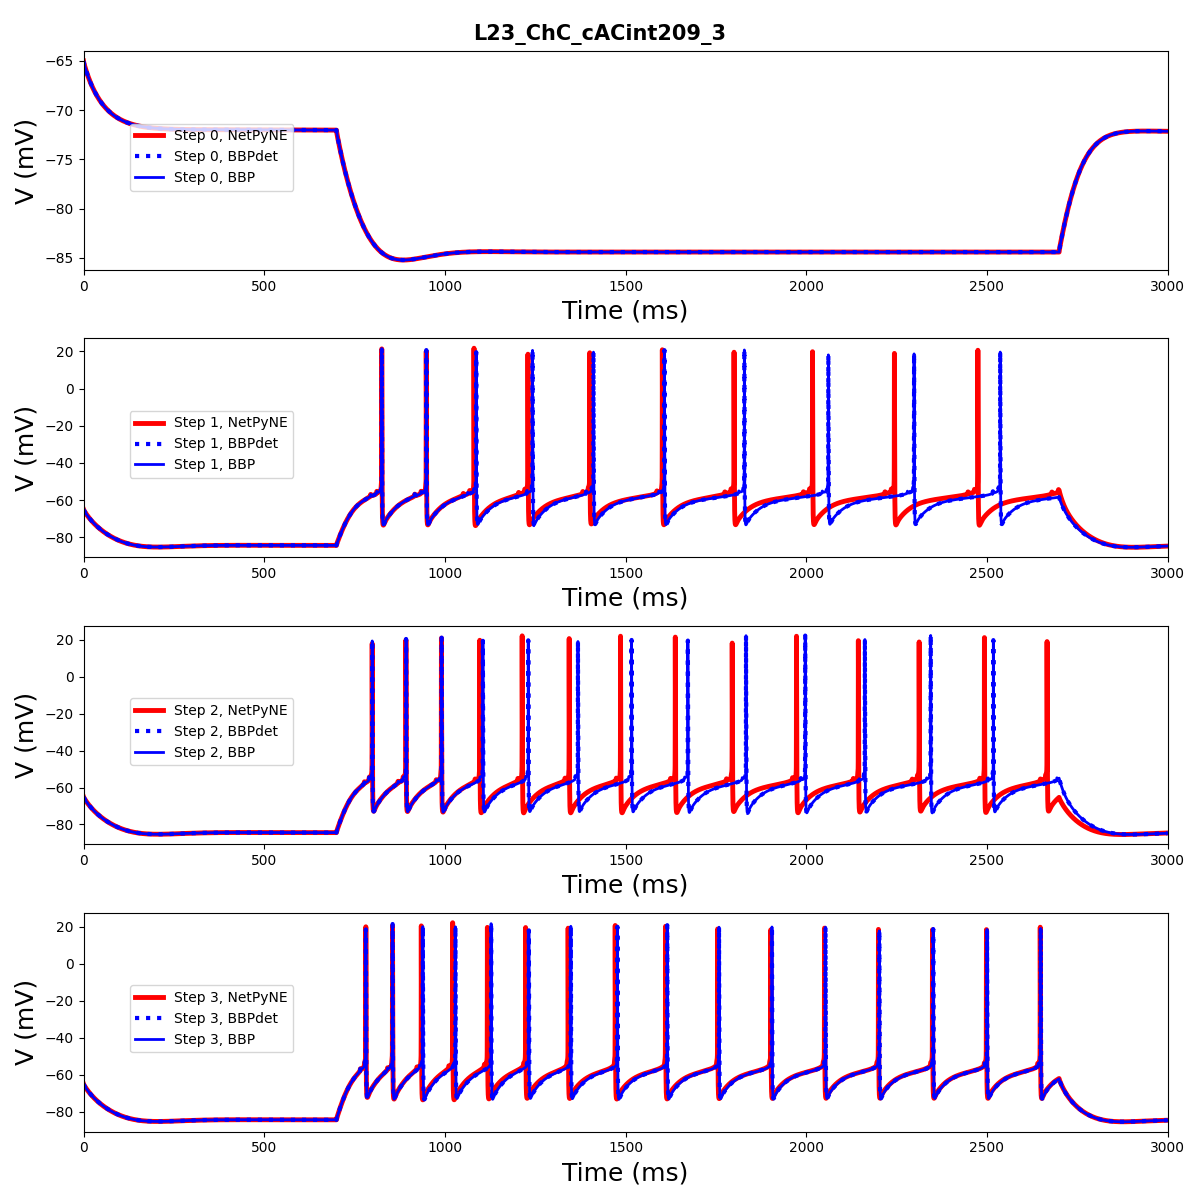 L23_ChC_cACint209_3
V (mV)
−65
−70
−75
−80
−85
Step 0, NetPyNE
Step 0, BBPdet
Step 0, BBP
0 500 1000 1500 2000 2500 3000
Time (ms)
V (mV)
20
0
−20
−40
−60
−80
Step 1, NetPyNE
Step 1, BBPdet
Step 1, BBP
0 500 1000 1500 2000 2500 3000
Time (ms)
V (mV)
20
0
−20
−40
−60
−80
Step 2, NetPyNE
Step 2, BBPdet
Step 2, BBP
0 500 1000 1500 2000 2500 3000
Time (ms)
V (mV)
20
0
−20
−40
−60
−80
Step 3, NetPyNE
Step 3, BBPdet
Step 3, BBP
0 500 1000 1500 2000 2500 3000
Time (ms)